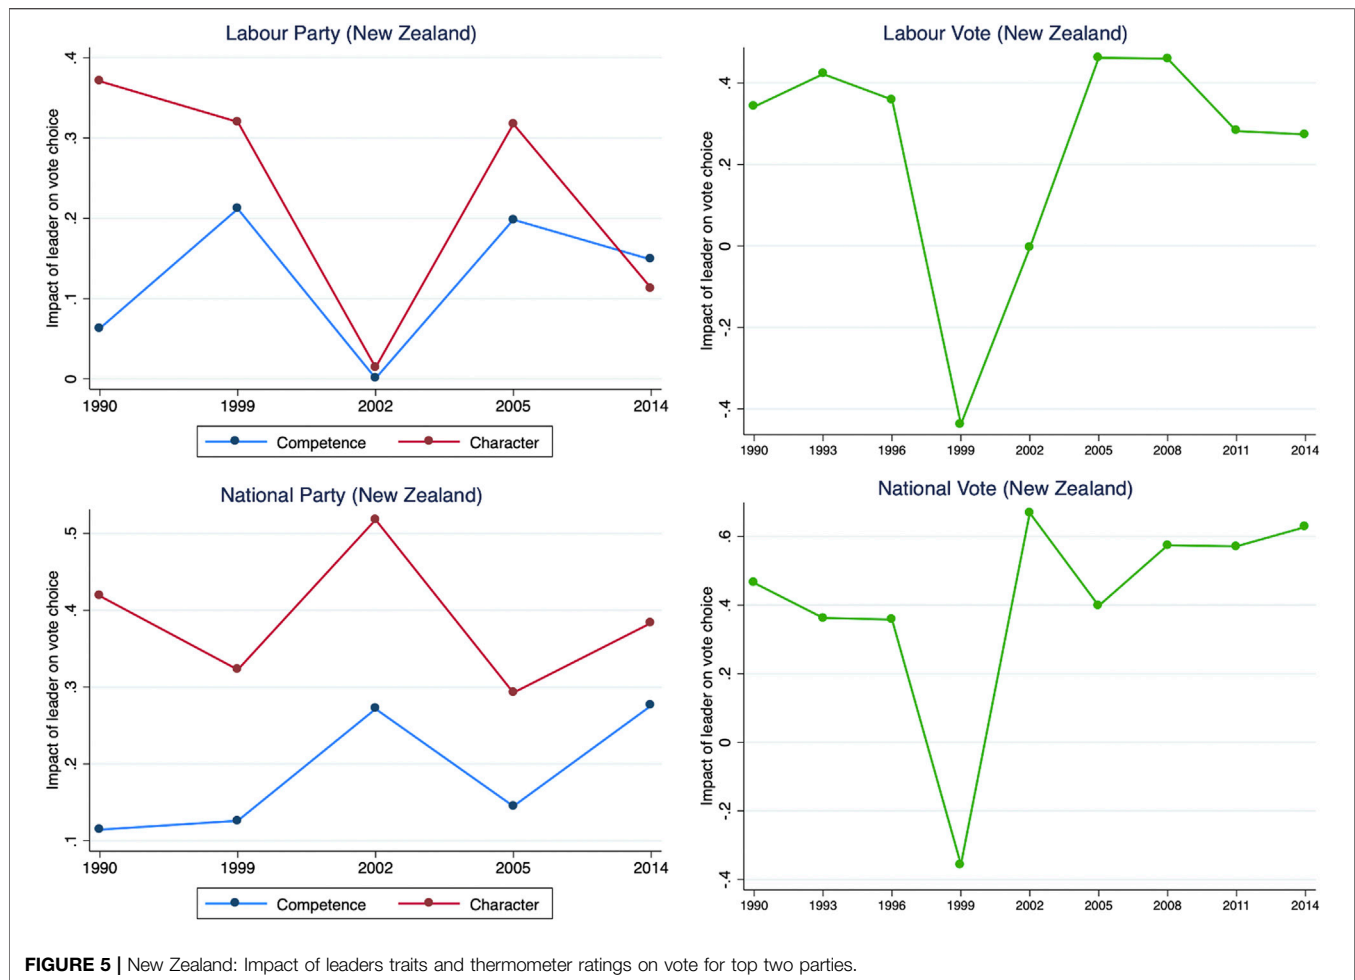 Labour Party (New Zealand)
Impact of leader on vote choice
.4
.3
.2
.1
0
1990 1999 2002 2005 2014
Competence Character
Labour Vote (New Zealand)
Impact of leader on vote choice
.4
.2
0
-.2
-.4
1990 1993 1996 1999 2002 2005 2008 2011 2014
National Party (New Zealand)
Impact of leader on vote choice
.5
.4
.3
.2
.1
1990 1999 2002 2005 2014
Competence Character
National Vote (New Zealand)
Impact of leader on vote choice
.6
.4
.2
0
-.2
-.4
1990 1993 1996 1999 2002 2005 2008 2011 2014
FIGURE 5 | New Zealand: Impact of leaders traits and thermometer ratings on vote for top two parties.